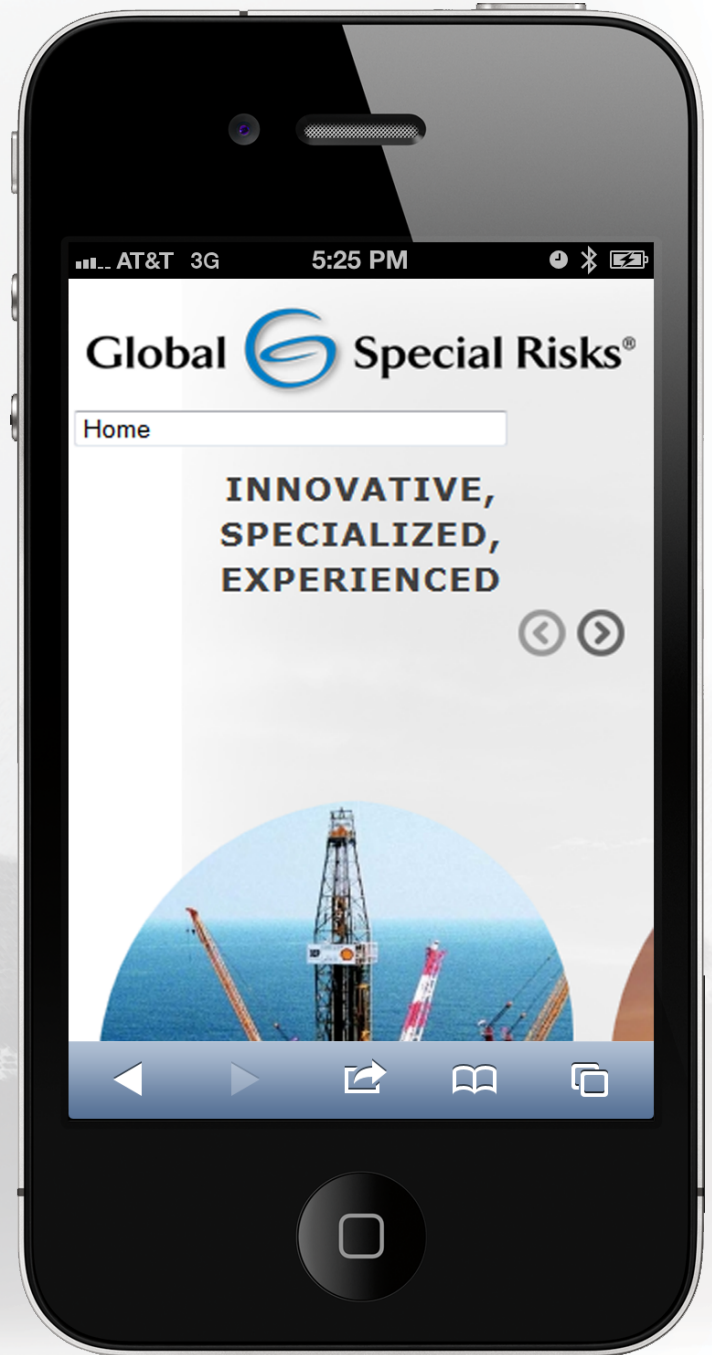 AT&T 3G 5:25 PM
Global G Special Risks®
Home
INNOVATIVE,
SPECIALIZED,
EXPERIENCED